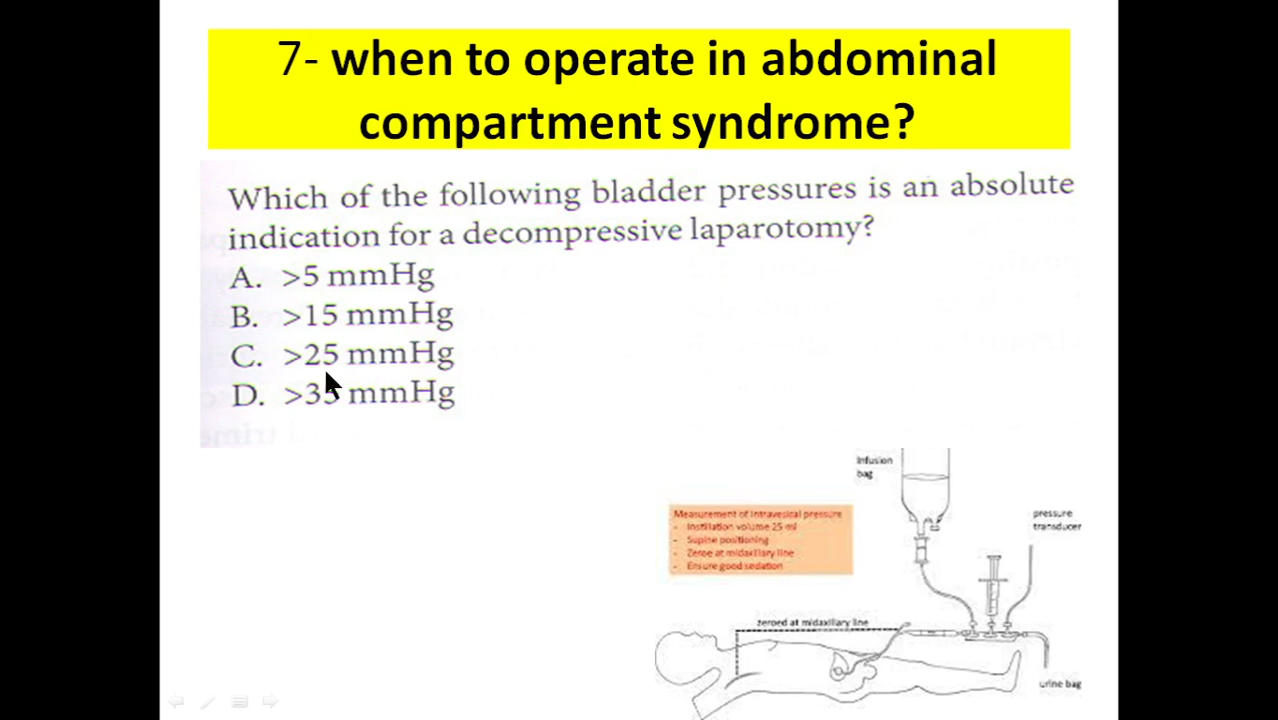 7- when to operate in abdominal
compartment syndrome?
Which of the following bladder pressures is an absolute
indication for a decompressive laparotomy?
A. >5 mmHg
B. >15 mmHg
C. >25 mmHg
D. >35 mmHg
Infusion
bag
Measurement of intravesical pressure
- Instillation volume 25 ml
- Supine positioning
- Zeroe at midaxillary line
- Ensure good sedation
pressure
transducer
zeroed at midaxillary line
urine bag